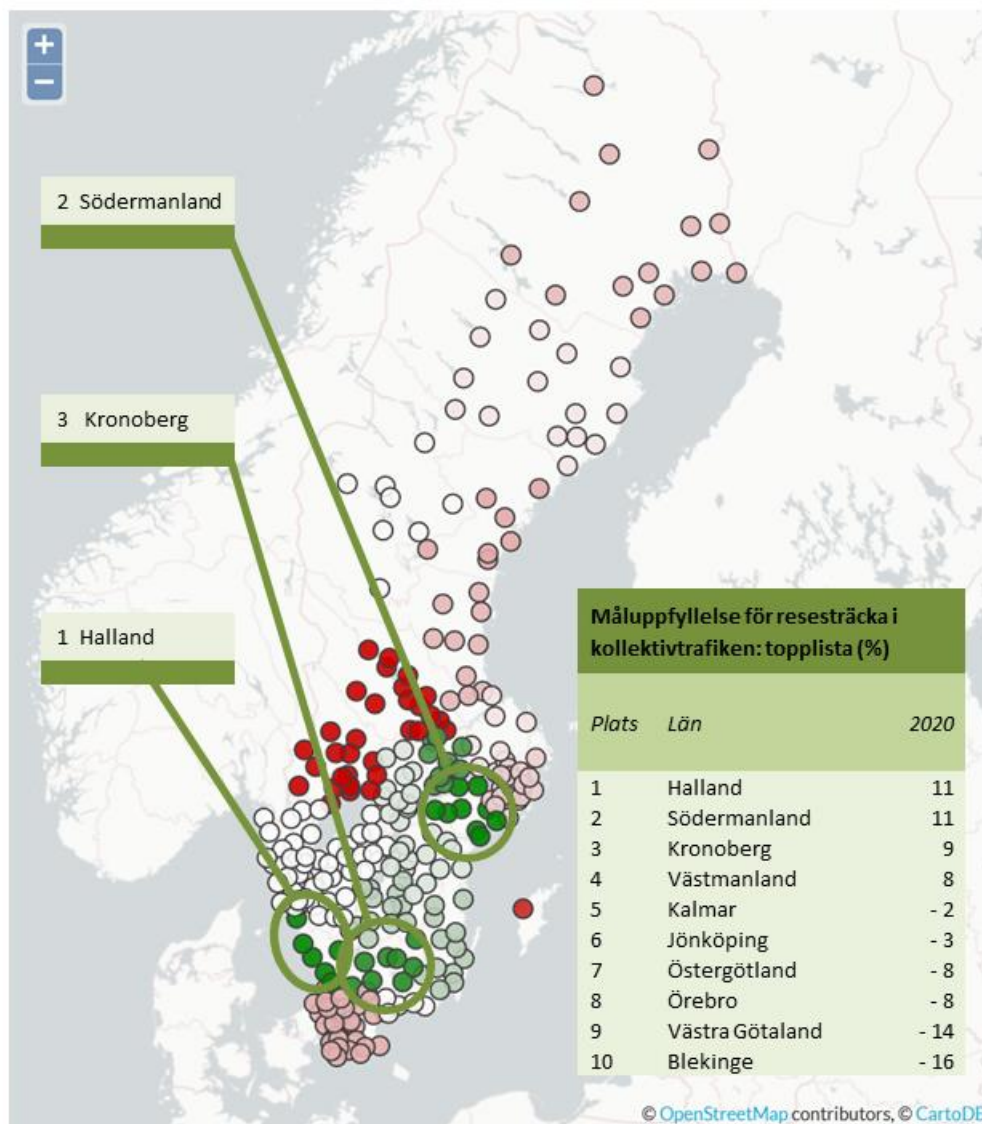 +
−
2 Södermanland
3 Kronoberg
1 Halland
Måluppfyllelse för resesträcka i
kollektivtrafiken: topplista (%)
Plats Län 2020
1 Halland 11
2 Södermanland 11
3 Kronoberg 9
4 Västmanland 8
5 Kalmar - 2
6 Jönköping - 3
7 Östergötland - 8
8 Örebro - 8
9 Västra Götaland - 14
10 Blekinge - 16
© OpenStreetMap contributors, © CartoDB